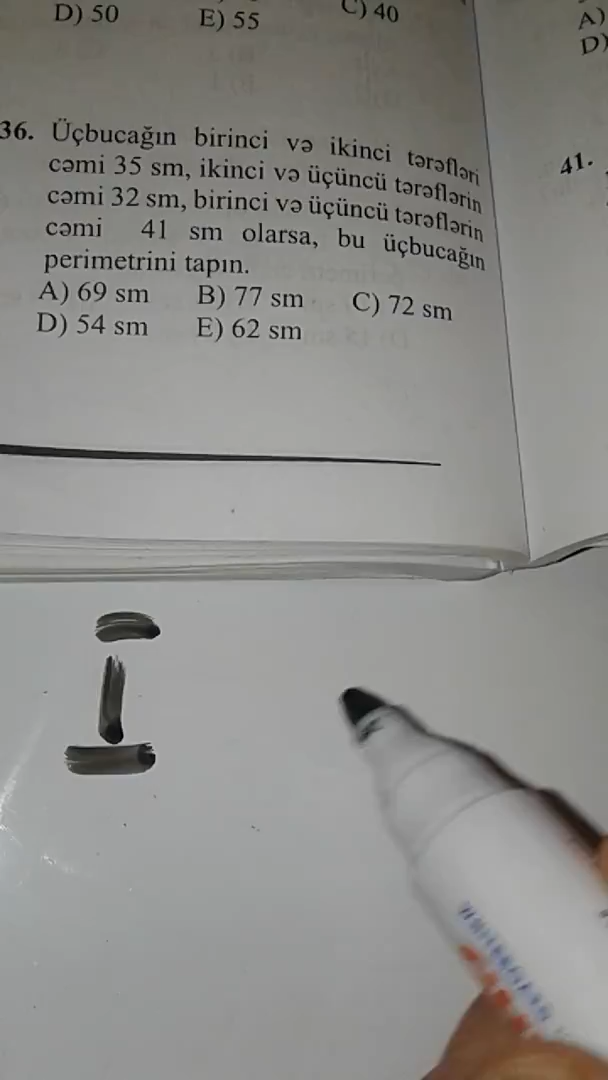 D) 50 E) 55 C) 40
A)
D)
36. Üçbucağın birinci və ikinci tərəfləri
cəmi 35 sm, ikinci və üçüncü tərəflərin
cəmi 32 sm, birinci və üçüncü tərəflərin
cəmi 41 sm olarsa, bu üçbucağın
perimetrini tapın.
A) 69 sm B) 77 sm C) 72 sm
D) 54 sm E) 62 sm
41.
I